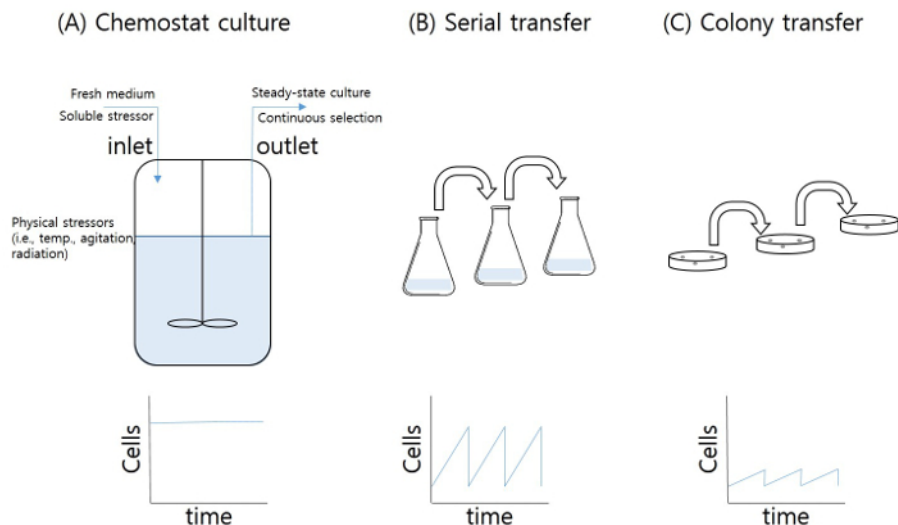 (A) Chemostat culture
(B) Serial transfer
(C) Colony transfer
Fresh medium
Soluble stressor
inlet
Steady-state culture
Continuous selection
outlet
Physical stressors
(i.e., temp., agitation,
radiation)
Cells
time
Cells
time
Cells
time